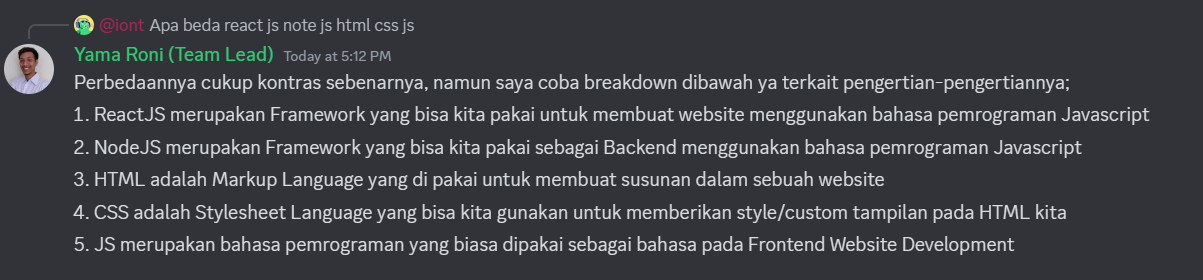 @iont Apa beda react js note js html css js
Yama Roni (Team Lead) Today at 5:12 PM
Perbedaannya cukup kontras sebenarnya, namun saya coba breakdown dibawah ya terkait pengertian-pengertiannya;
1. ReactJS merupakan Framework yang bisa kita pakai untuk membuat website menggunakan bahasa pemrograman Javascript
2. NodeJS merupakan Framework yang bisa kita pakai sebagai Backend menggunakan bahasa pemrograman Javascript
3. HTML adalah Markup Language yang di pakai untuk membuat susunan dalam sebuah website
4. CSS adalah Stylesheet Language yang bisa kita gunakan untuk memberikan style/custom tampilan pada HTML kita
5. JS merupakan bahasa pemrograman yang biasa dipakai sebagai bahasa pada Frontend Website Development